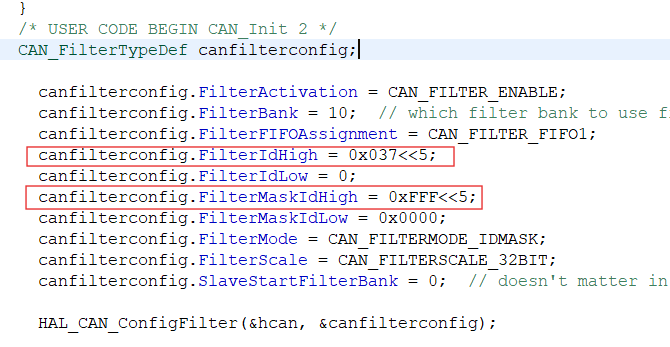 }
/* USER CODE BEGIN CAN_Init 2 */
CAN_FilterTypeDef canfilterconfig;
canfilterconfig.FilterActivation = CAN_FILTER_ENABLE;
canfilterconfig.FilterBank = 10;  // which filter bank to use
canfilterconfig.FilterFIFOAssignment = CAN_FILTER_FIFO1;
canfilterconfig.FilterIdHigh = 0x037<<5;
canfilterconfig.FilterIdLow = 0;
canfilterconfig.FilterMaskIdHigh = 0xFFF<<5;
canfilterconfig.FilterMaskIdLow = 0x0000;
canfilterconfig.FilterMode = CAN_FILTERMODE_IDMASK;
canfilterconfig.FilterScale = CAN_FILTERSCALE_32BIT;
canfilterconfig.SlaveStartFilterBank = 0;  // doesn't matter in
HAL_CAN_ConfigFilter(&hcan, &canfilterconfig);